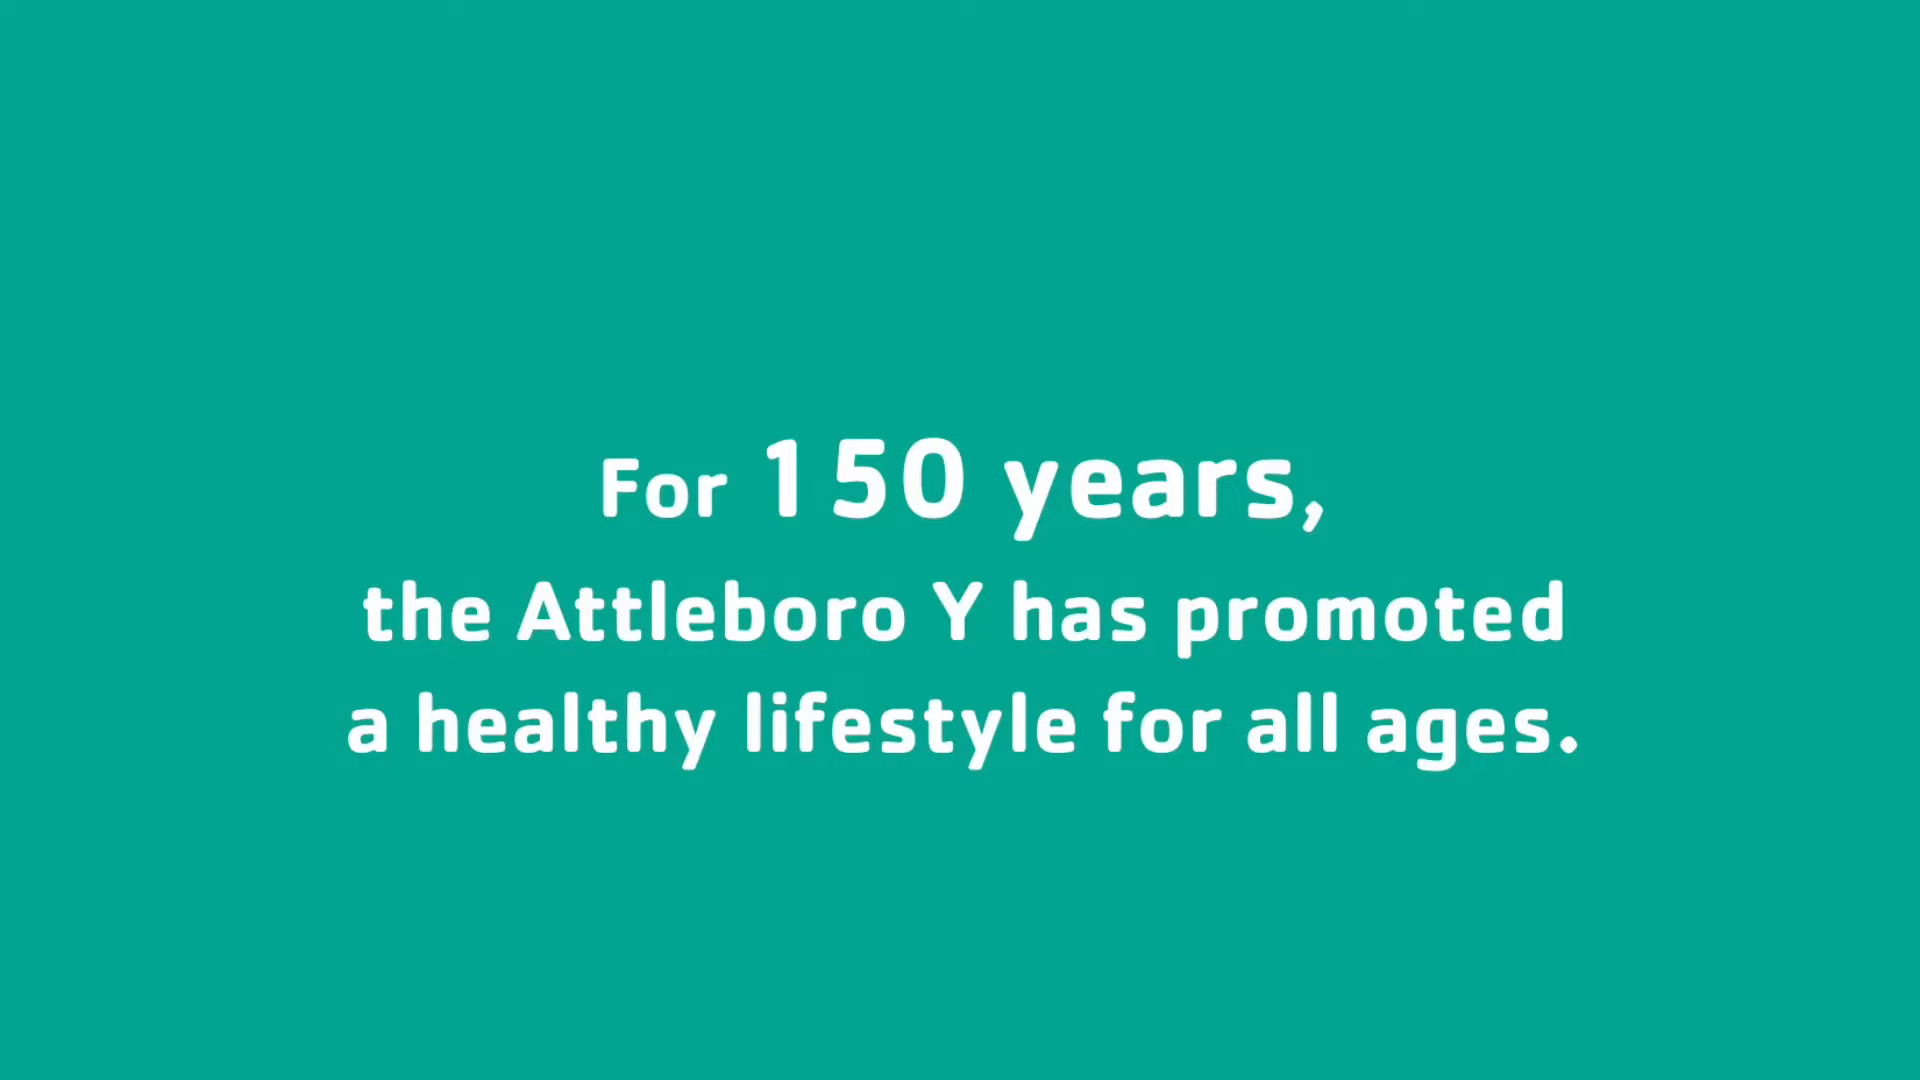 For 150 years,
the Attleboro Y has promoted
a healthy lifestyle for all ages.